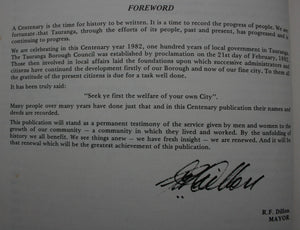 FOREWORD
A Centenary is the time for history to be written. It is a time to record the progress of people. We are
fortunate that Tauranga, through the efforts of its people, past and present, has progressed and is
continuing to progress.
We are celebrating in this Centenary year 1982, one hundred years of local government in Tauranga.
The Tauranga Borough Council was established by proclamation on the 21st day of February, 1882.
Those then involved in local affairs laid the foundations upon which successive administrators and
citizens have continued the development firstly of our Borough and now of our fine City. To them all
the gratitude of the present citizens is due for a task well done.
It has been truly said:
"Seek ye first the welfare of your own City".
Many people over many years have done just that and in this Centenary publication their names and
deeds are recorded.
This publication still stand as a permanent testimony of the service given by men and women to the
growth of our community – a community in which they lived and worked. By the unfolding of
history we all benefit. We see things anew – we have fresh insight – we are renewed. And it will be
that renewal which will be the greatest achievement of this publication.
R.F. Dillon
MAYOR